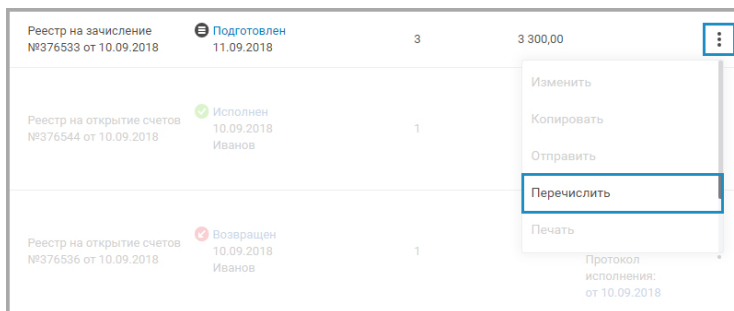 Реестр на зачисление
№376533 от 10.09.2018
Подготовлен
11.09.2018
3
3 300,00
Изменить
Копировать
Отправить
Перечислить
Печать
Реестр на открытие счетов
№376544 от 10.09.2018
Исполнен
10.09.2018
Иванов
1
Реестр на открытие счетов
№376536 от 10.09.2018
Возвращен
10.09.2018
Иванов
1
Протокол
исполнения:
от 10.09.2018